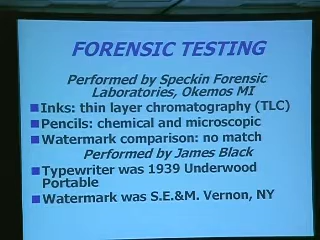 FORENSIC TESTING
Performed by Speckin Forensic
Laboratories, Okemos MI
Inks: thin layer chromatography (TLC)
Pencils: chemical and microscopic
Watermark comparison: no match
Performed by James Black
Typewriter was 1939 Underwood
Portable
Watermark was S.E.&M. Vernon, NY